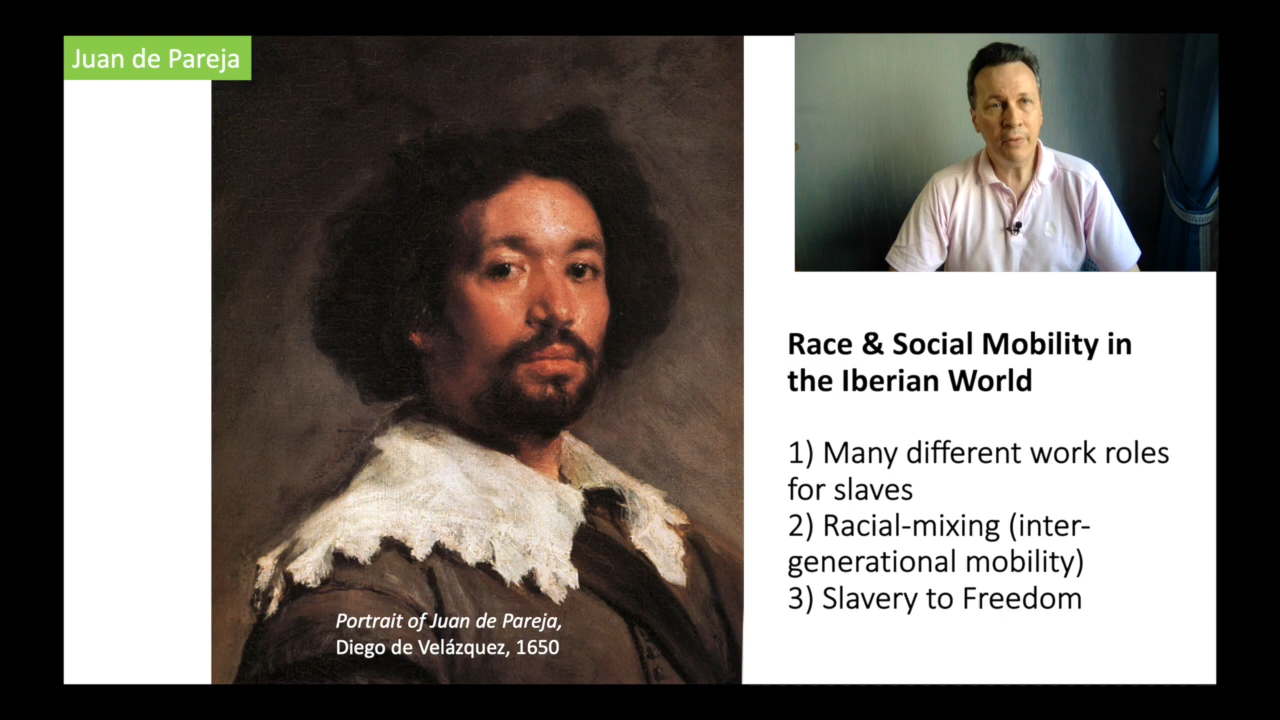 Juan de Pareja
Portrait of Juan de Pareja,
Diego de Velázquez, 1650
Race & Social Mobility in
the Iberian World
1) Many different work roles
for slaves
2) Racial-mixing (inter-
generational mobility)
3) Slavery to Freedom